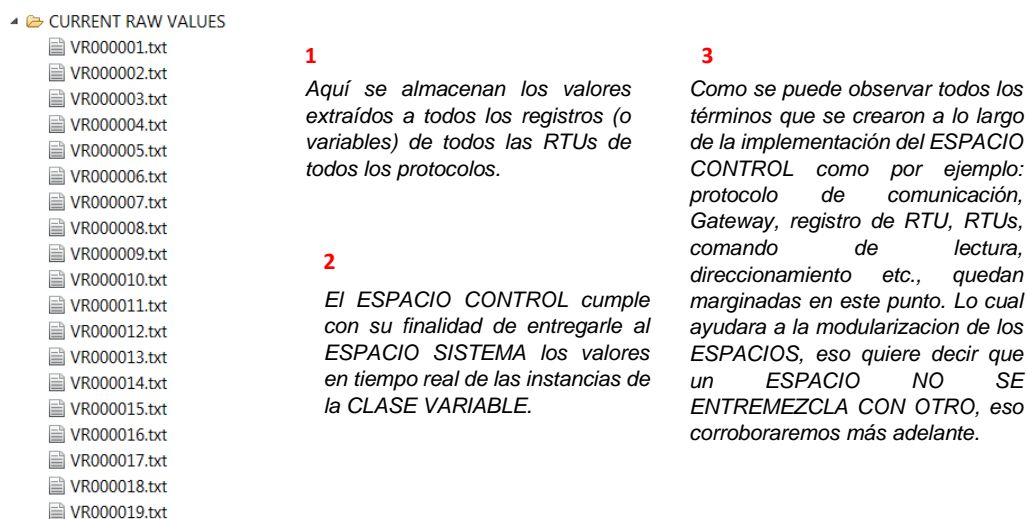 CURRENT RAW VALUES
VR000001.txt
VR000002.txt
VR000003.txt
VR000004.txt
VR000005.txt
VR000006.txt
VR000007.txt
VR000008.txt
VR000009.txt
VR000010.txt
VR000011.txt
VR000012.txt
VR000013.txt
VR000014.txt
VR000015.txt
VR000016.txt
VR000017.txt
VR000018.txt
VR000019.txt
1
Aquí se almacenan los valores
extraídos a todos los registros (o
variables) de todos las RTUs de
todos los protocolos.
2
El ESPACIO CONTROL cumple
con su finalidad de entregarle al
ESPACIO SISTEMA los valores
en tiempo real de las instancias de
la CLASE VARIABLE.
3
Como se puede observar todos los
términos que se crearon a lo largo
de la implementación del ESPACIO
CONTROL como por ejemplo:
protocolo de comunicación,
Gateway, registro de RTU, RTUs,
comando de lectura,
direccionamiento etc., quedan
marginadas en este punto. Lo cual
ayudara a la modularizacion de los
ESPACIOS, eso quiere decir que
un ESPACIO NO SE
ENTREMEZCLA CON OTRO, eso
corroboraremos más adelante.